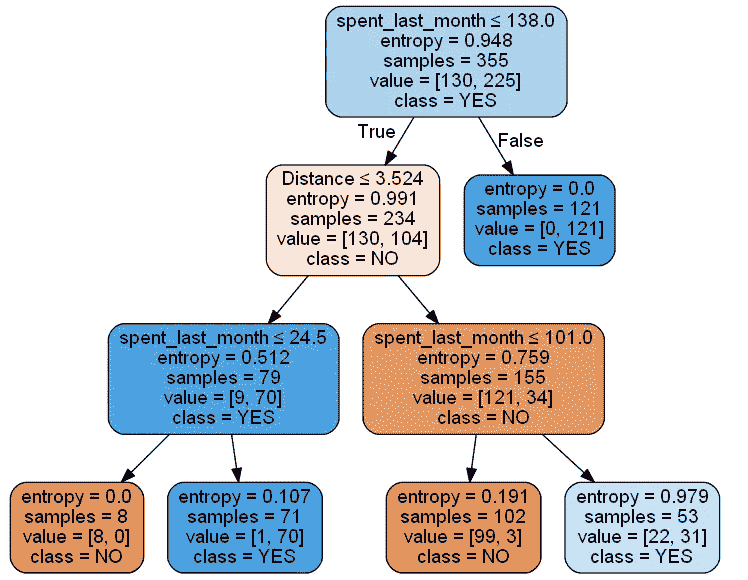 spent_last_month ≤ 138.0
entropy = 0.948
samples = 355
value = [130, 225]
class = YES
True
False
Distance ≤ 3.524
entropy = 0.991
samples = 234
value = [130, 104]
class = NO
entropy = 0.0
samples = 121
value = [0, 121]
class = YES
spent_last_month ≤ 24.5
entropy = 0.512
samples = 79
value = [9, 70]
class = YES
spent_last_month ≤ 101.0
entropy = 0.759
samples = 155
value = [121, 34]
class = NO
entropy = 0.0
samples = 8
value = [8, 0]
class = NO
entropy = 0.107
samples = 71
value = [1, 70]
class = YES
entropy = 0.191
samples = 102
value = [99, 3]
class = NO
entropy = 0.979
samples = 53
value = [22, 31]
class = YES